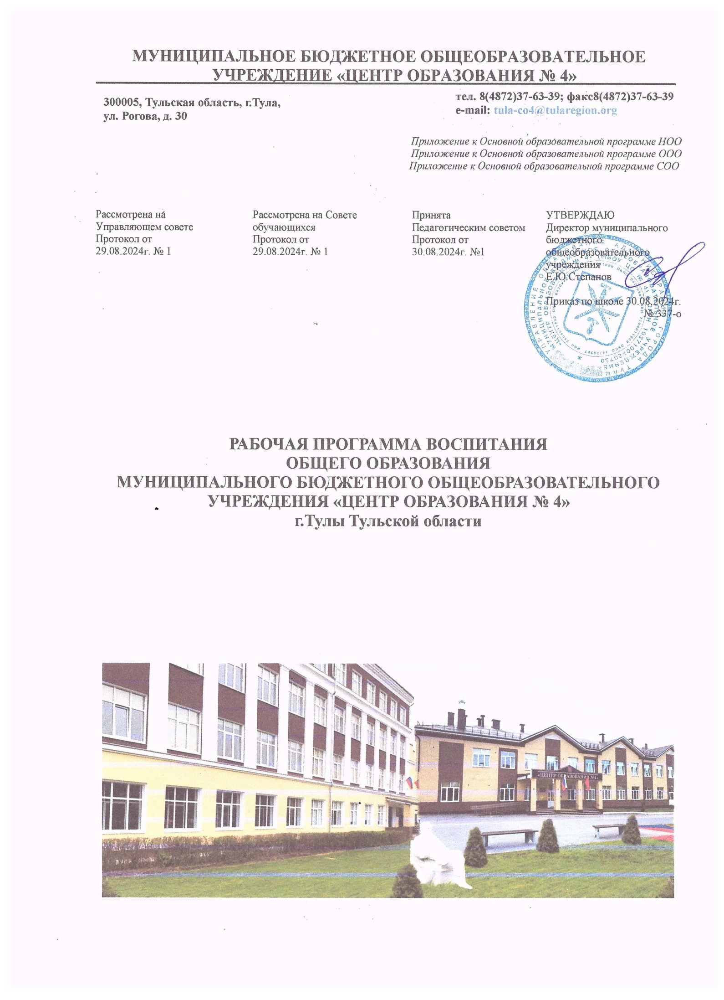 МУНИЦИПАЛЬНОЕ БЮДЖЕТНОЕ ОБЩЕОБРАЗОВАТЕЛЬНОЕ
УЧРЕЖДЕНИЕ «ЦЕНТР ОБРАЗОВАНИЯ № 4»
300005, Тульская область, г.Тула,
ул. Рогова, д. 30
тел. 8(4872)37-63-39; факс8(4872)37-63-39
e-mail: tula-co4@tularegion.org
Приложение к Основной образовательной программе НОО
Приложение к Основной образовательной программе ООО
Приложение к Основной образовательной программе СОО
Рассмотрена на
Управляющем совете
Протокол от
29.08.2024г. № 1
Рассмотрена на Совете
обучающихся
Протокол от
29.08.2024г. № 1
Принята
Педагогическим советом
Протокол от
30.08.2024г. №1
УТВЕРЖДАЮ
Директор муниципального
бюджетного
общеобразовательного
учреждения
Е.Ю.Степанов
Приказ по школе 30.08.2024г.
№ 337-о
РАБОЧАЯ ПРОГРАММА ВОСПИТАНИЯ
ОБЩЕГО ОБРАЗОВАНИЯ
МУНИЦИПАЛЬНОГО БЮДЖЕТНОГО ОБЩЕОБРАЗОВАТЕЛЬНОГО
УЧРЕЖДЕНИЯ «ЦЕНТР ОБРАЗОВАНИЯ № 4»
г.Тулы Тульской области
«ЦЕНТР ОБРАЗОВАНИЯ №4»